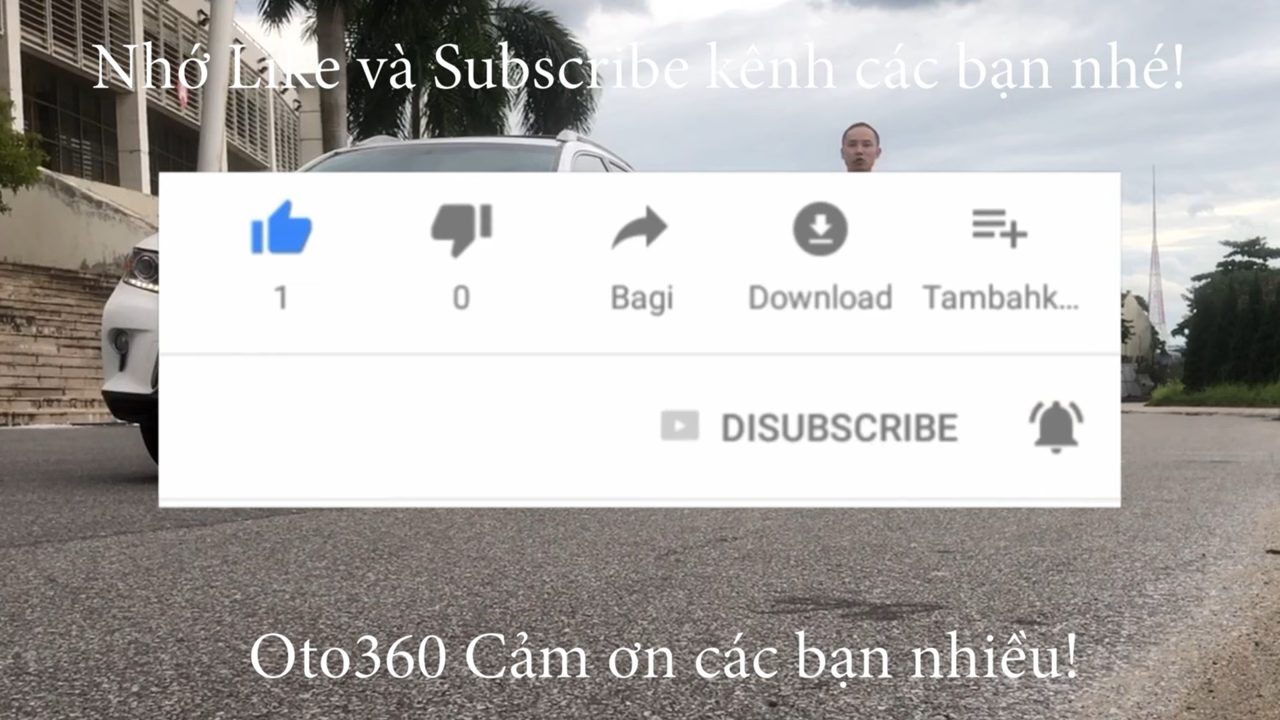 Nhớ Like và Subscribe kênh các bạn nhé!
1
0
Bagi
Download
Tambahk...
DISUBSCRIBE
Oto360 Cảm ơn các bạn nhiều!